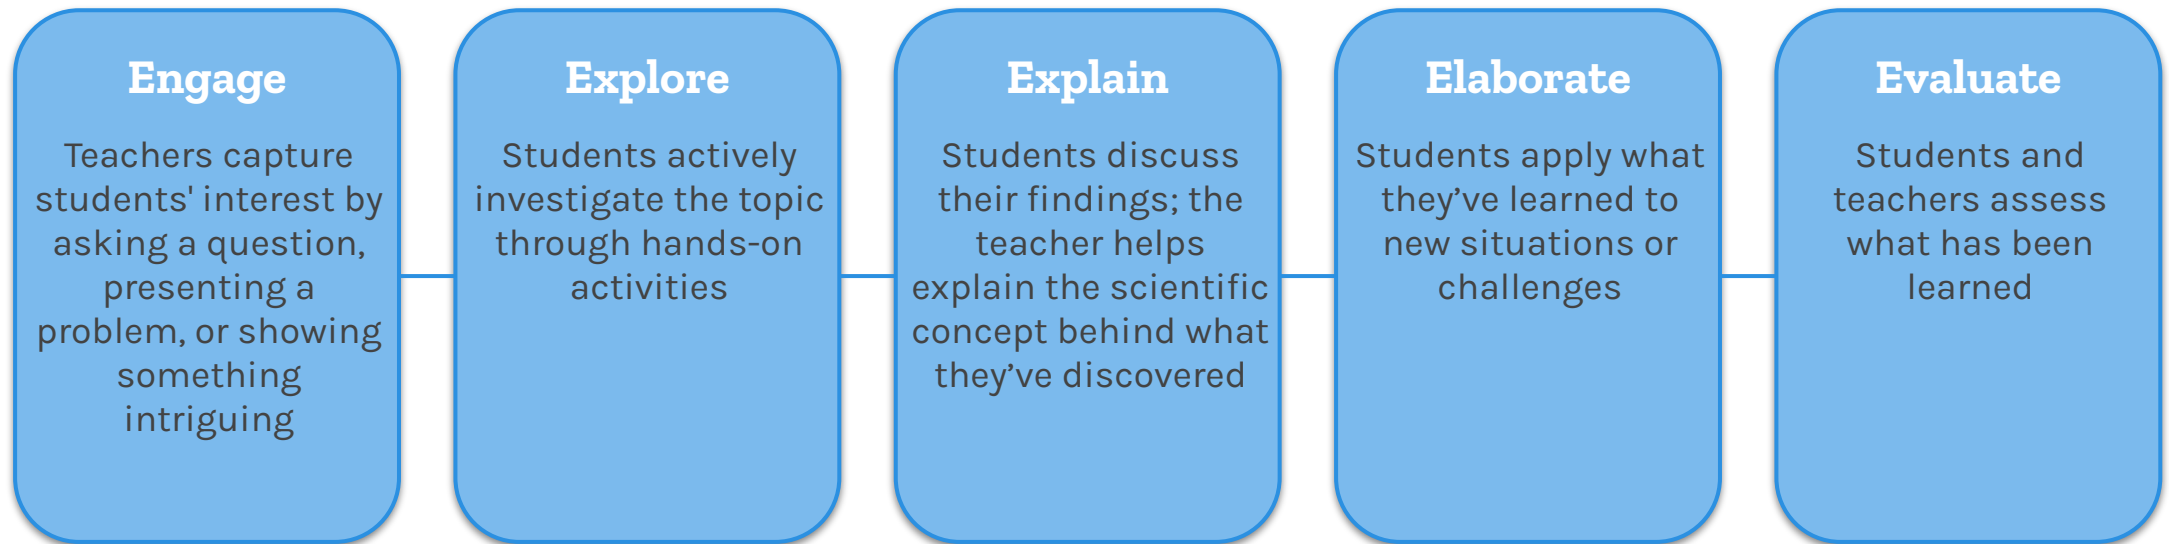 Engage
Teachers capture
students' interest by
asking a question,
presenting a
problem, or showing
something
intriguing
Explore
Students actively
investigate the topic
through hands-on
activities
Explain
Students discuss
their findings; the
teacher helps
explain the scientific
concept behind what
they’ve discovered
Elaborate
Students apply what
they’ve learned to
new situations or
challenges
Evaluate
Students and
teachers assess
what has been
learned